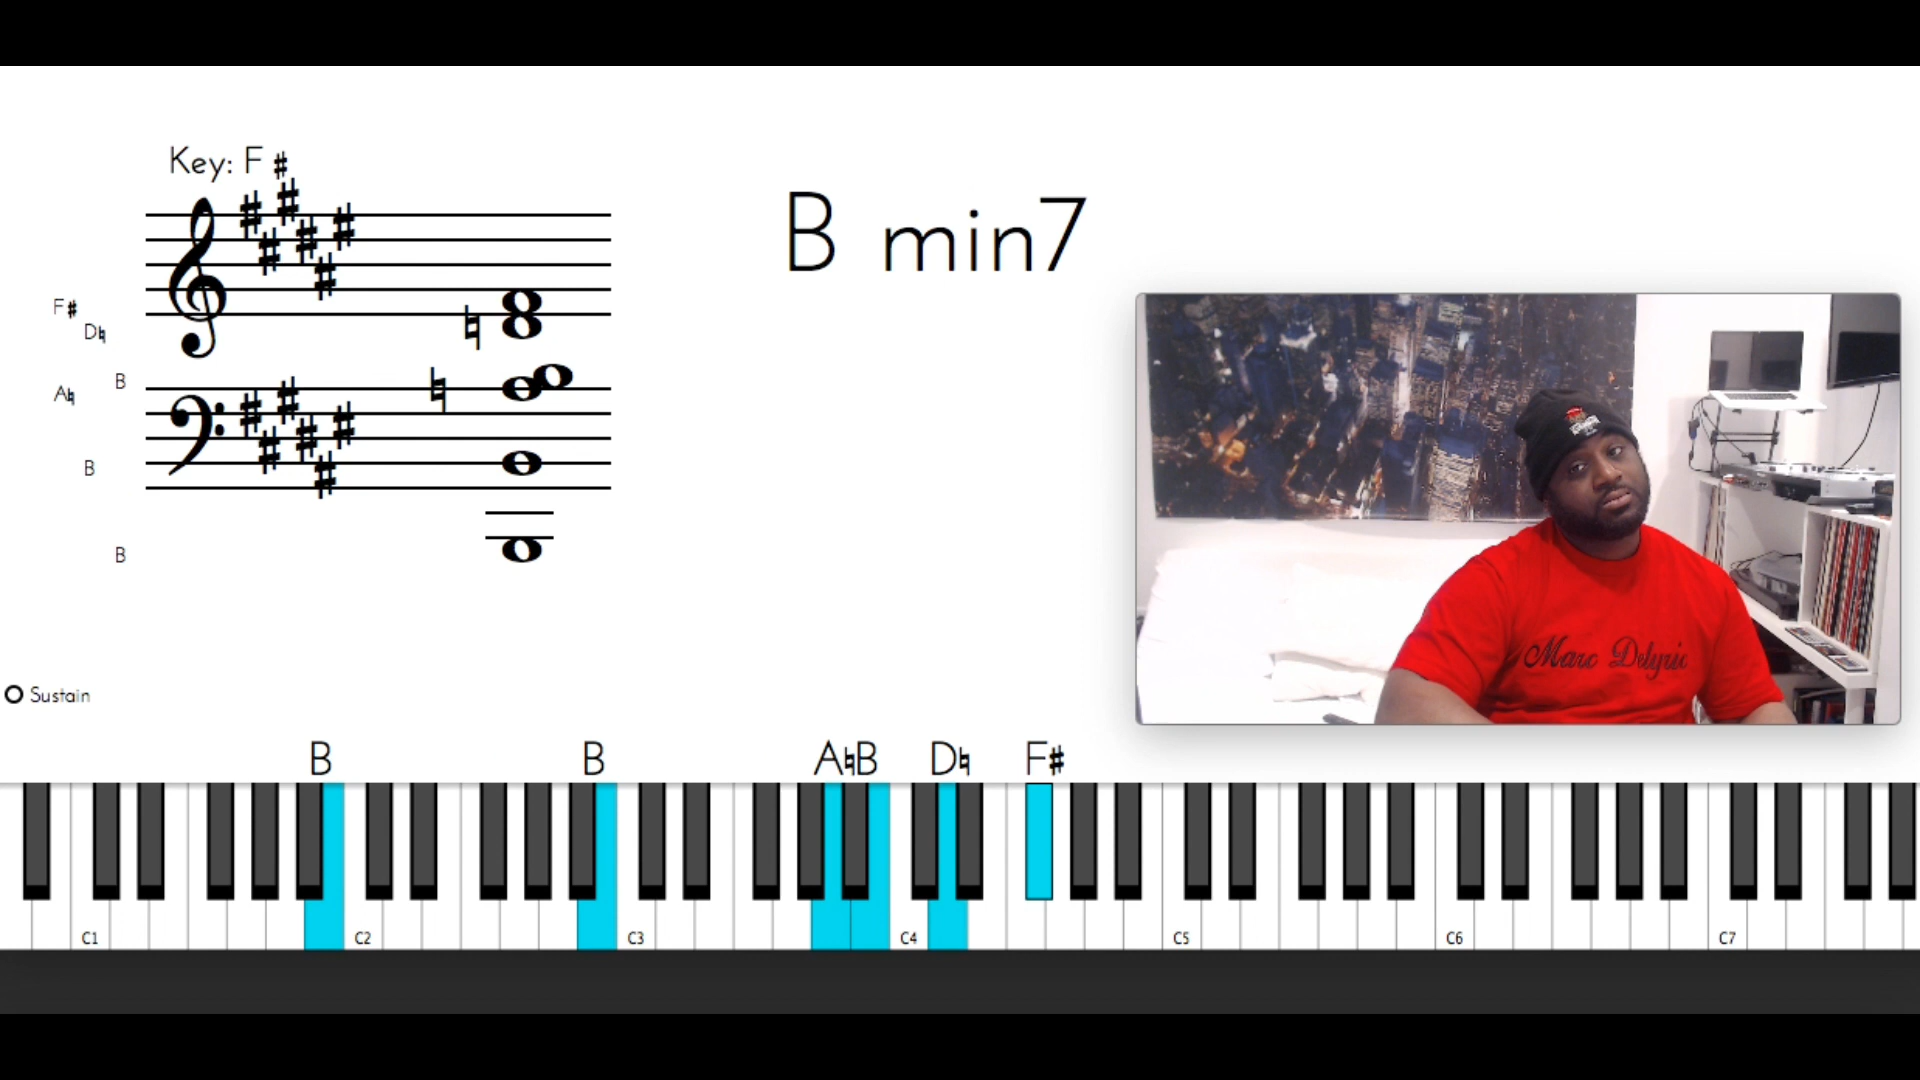 Key: F #
B min7
F#
D♮
B
A♮
B
B
Marc Delyric
Sustain
B B A♮ B D♮ F#
C1 C2 C3 C4 C5 C6 C7